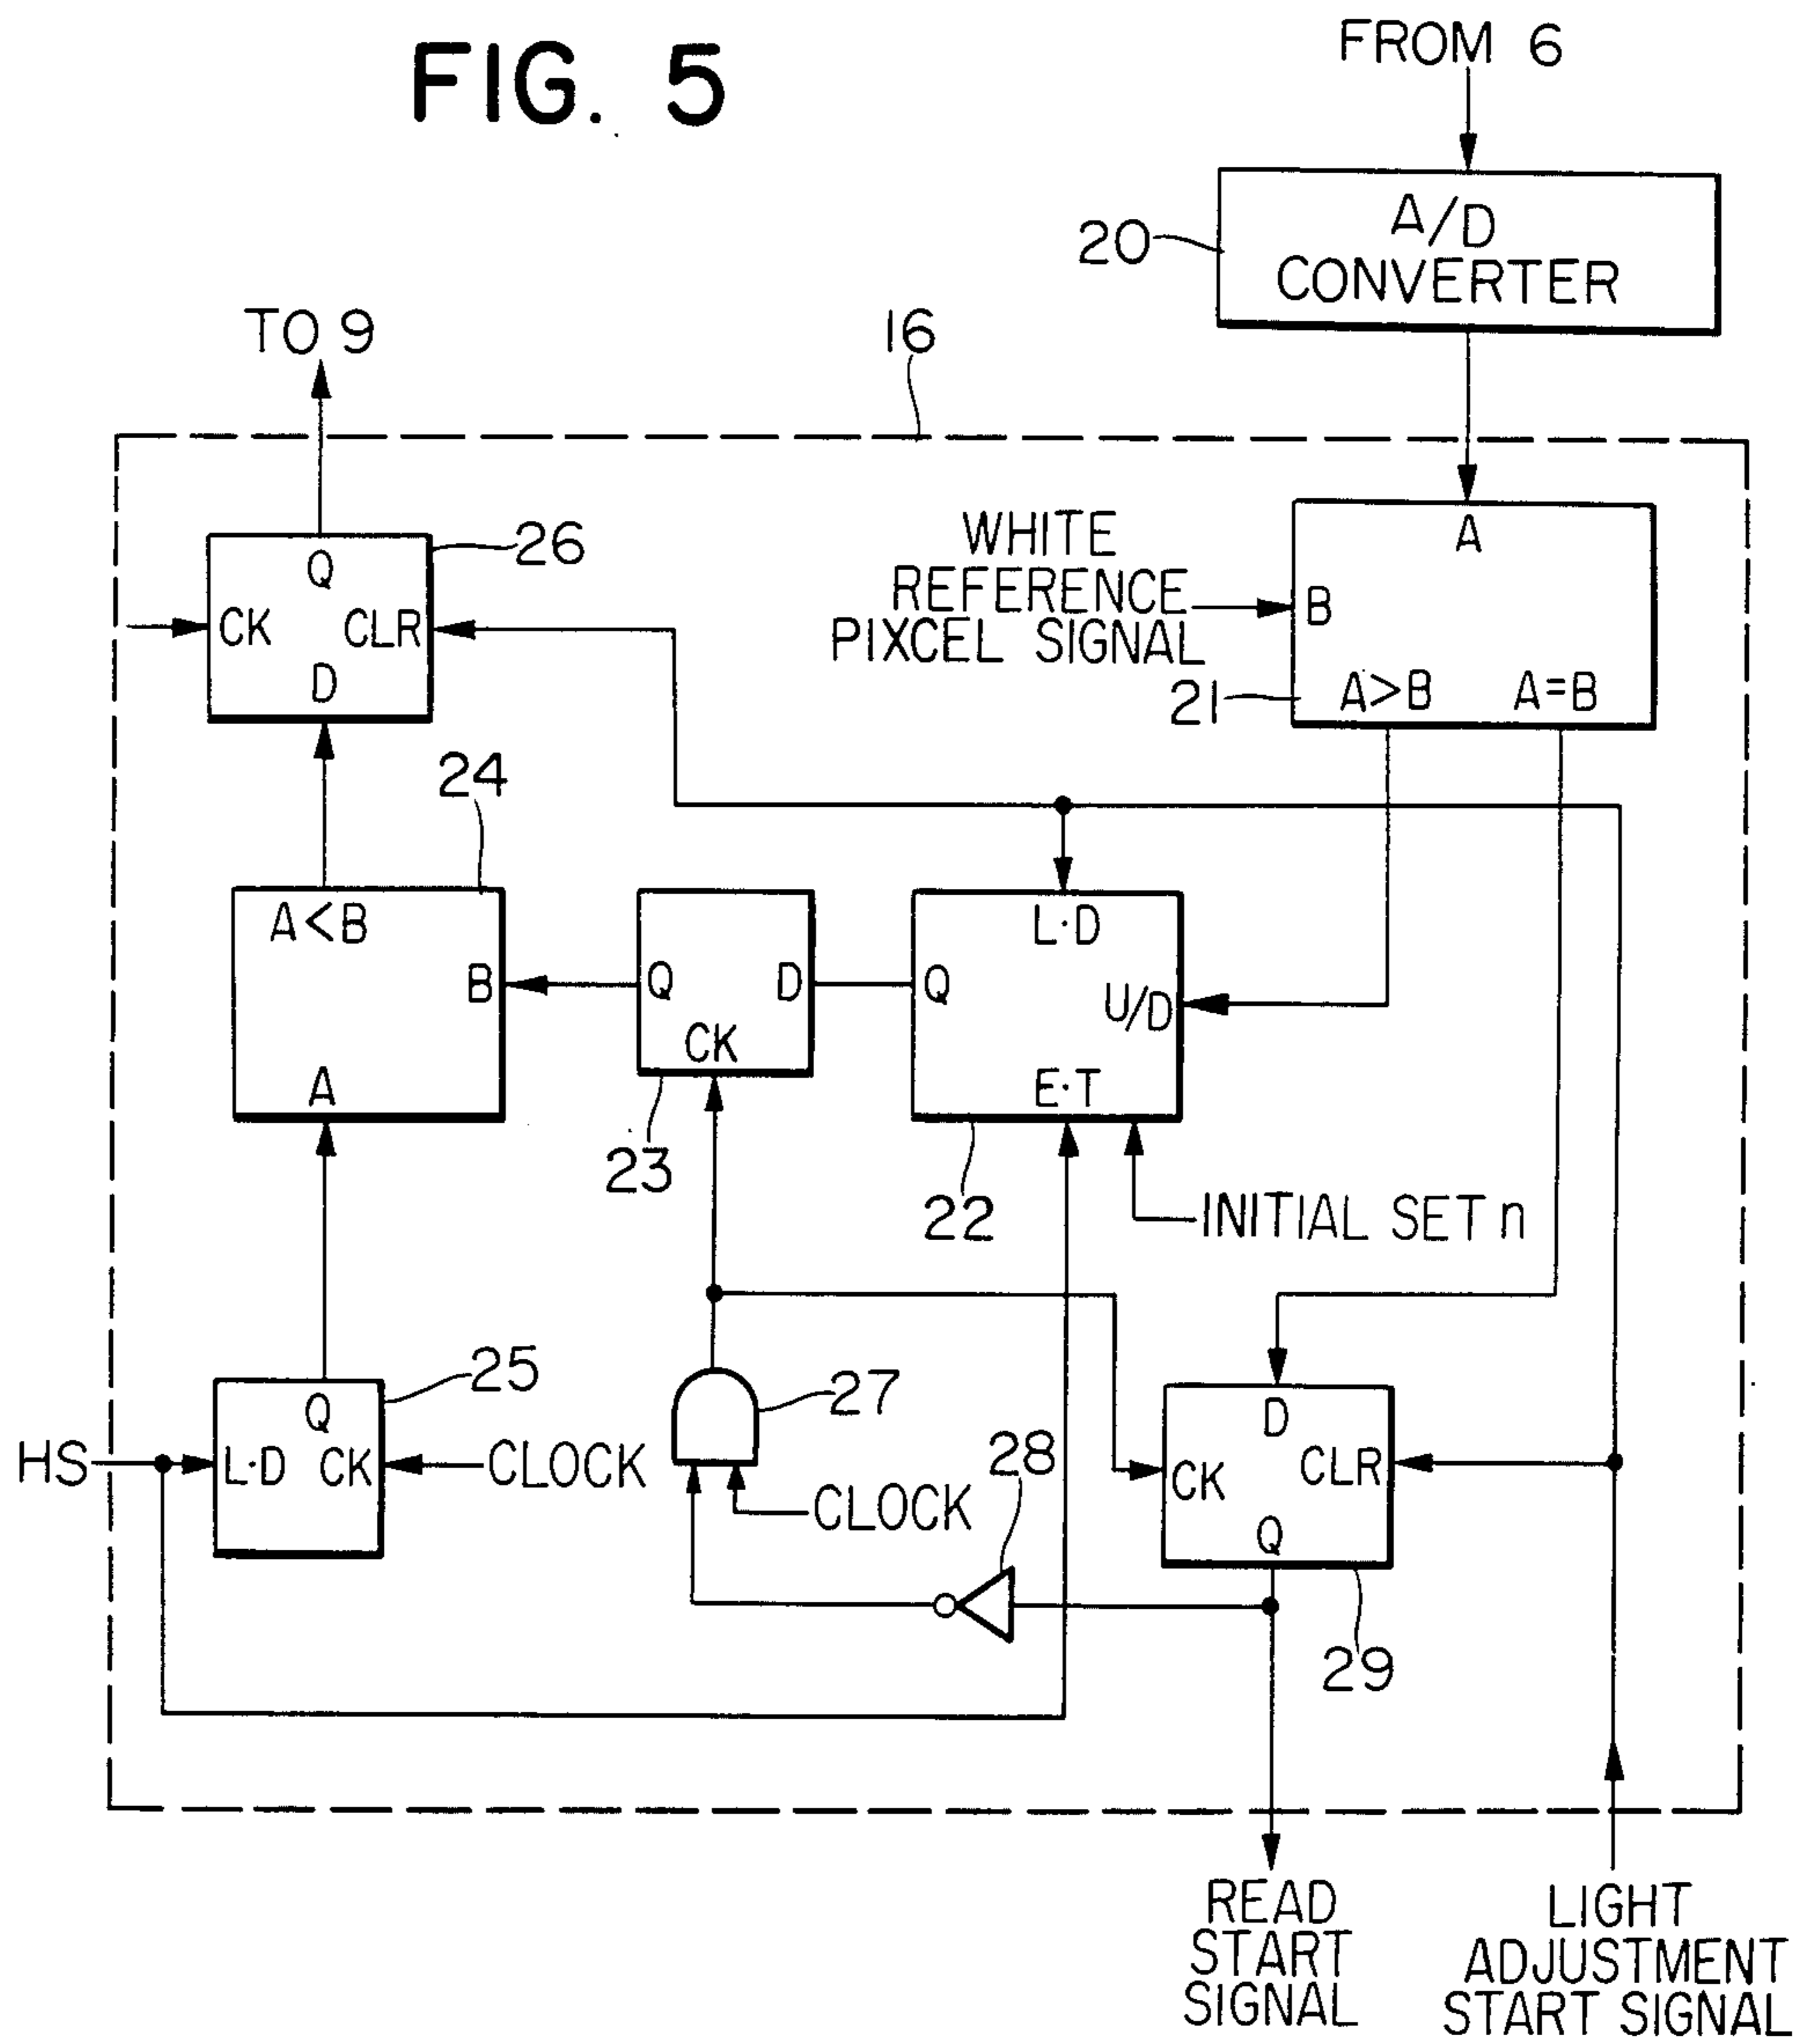 FIG. 5
FROM 6
A/D
CONVERTER
20
TO 9
16
Q
CK
CLR
D
26
WHITE
REFERENCE
PIXCEL SIGNAL
A
B
A>B
A=B
21
24
A<B
B
A
Q
D
CK
23
L·D
Q
U/D
E·T
22
INITIAL SET n
HS
Q
L·D
CK
25
CLOCK
27
CLOCK
28
D
CK
CLR
Q
29
READ
START
SIGNAL
LIGHT
ADJUSTMENT
START SIGNAL